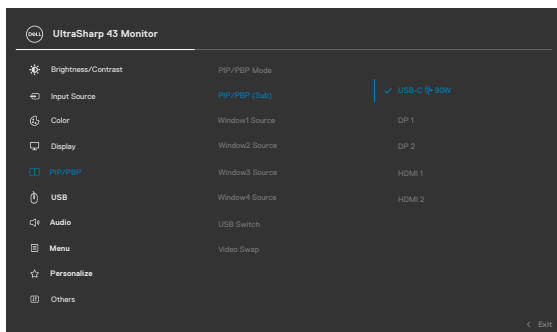 DELL UltraSharp 43 Monitor
Brightness/Contrast
Input Source
Color
Display
PIP/PBP
USB
Audio
Menu
Personalize
Others
PIP/PBP Mode
PIP/PBP (Sub)
Window1 Source
Window2 Source
Window3 Source
Window4 Source
USB Switch
Video Swap
USB-C 90W
DP 1
DP 2
HDMI 1
HDMI 2
Exit